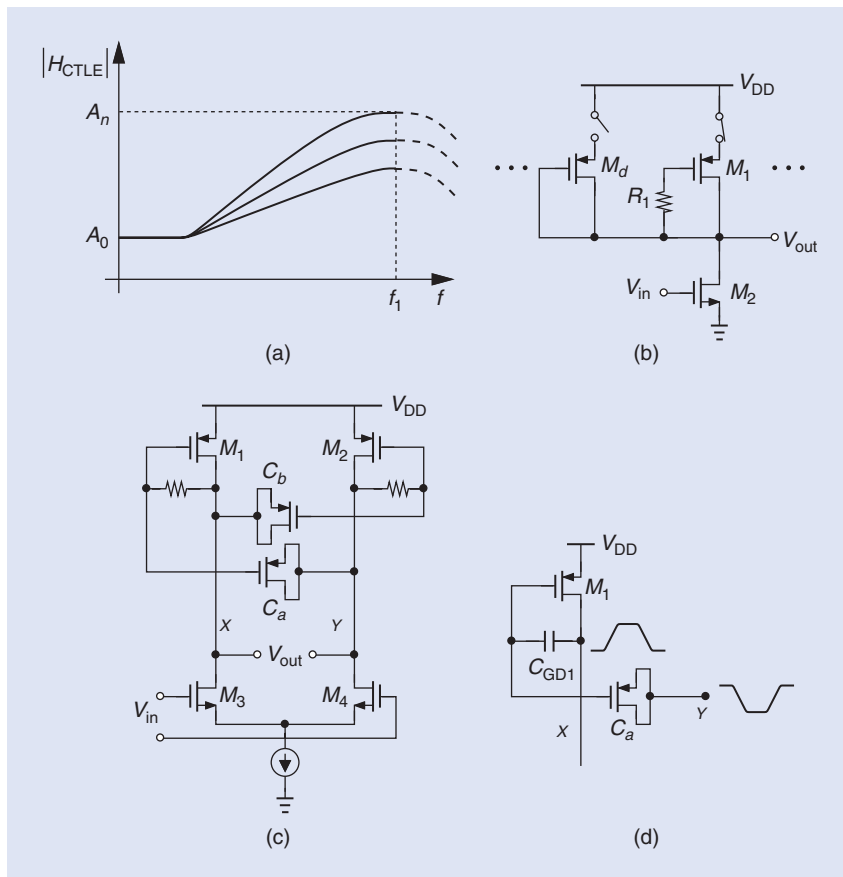 |H_CTLE|
A_n
A_0
f_1
f
(a)
V_DD
M_d
M_1
R_1
V_out
V_in
M_2
(b)
V_DD
M_1
M_2
C_b
C_a
X
Y
V_out
V_in
M_3
M_4
(c)
V_DD
M_1
C_GD1
C_a
X
Y
(d)